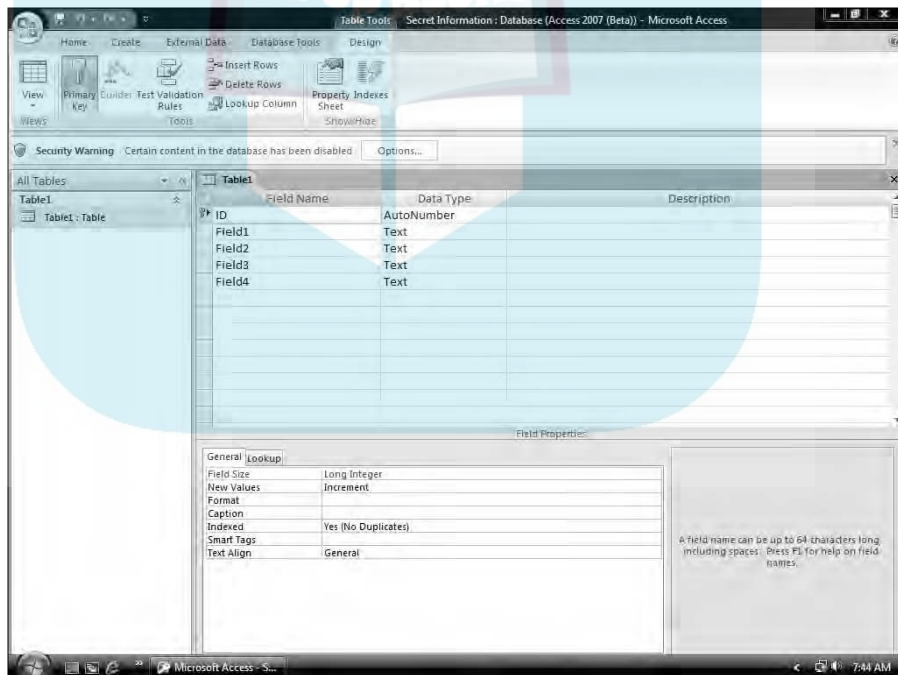 Table Tools Secret Information : Database (Access 2007 (Beta)) - Microsoft Access
Home Create External Data Database Tools Design
View
Primary Key
Builder
Test Validation Rules
Insert Rows
Delete Rows
Lookup Column
Property Sheet
Indexes
Views Tools Show/Hide
Security Warning Certain content in the database has been disabled Options...
All Tables
Table1
Table1 : Table
Table1
Field Name Data Type Description
ID AutoNumber
Field1 Text
Field2 Text
Field3 Text
Field4 Text
Field Properties
General Lookup
Field Size Long Integer
New Values Increment
Format
Caption
Indexed Yes (No Duplicates)
Smart Tags
Text Align General
A field name can be up to 64 characters long,
including spaces. Press F1 for help on field
names.
Microsoft Access - S... 7:44 AM